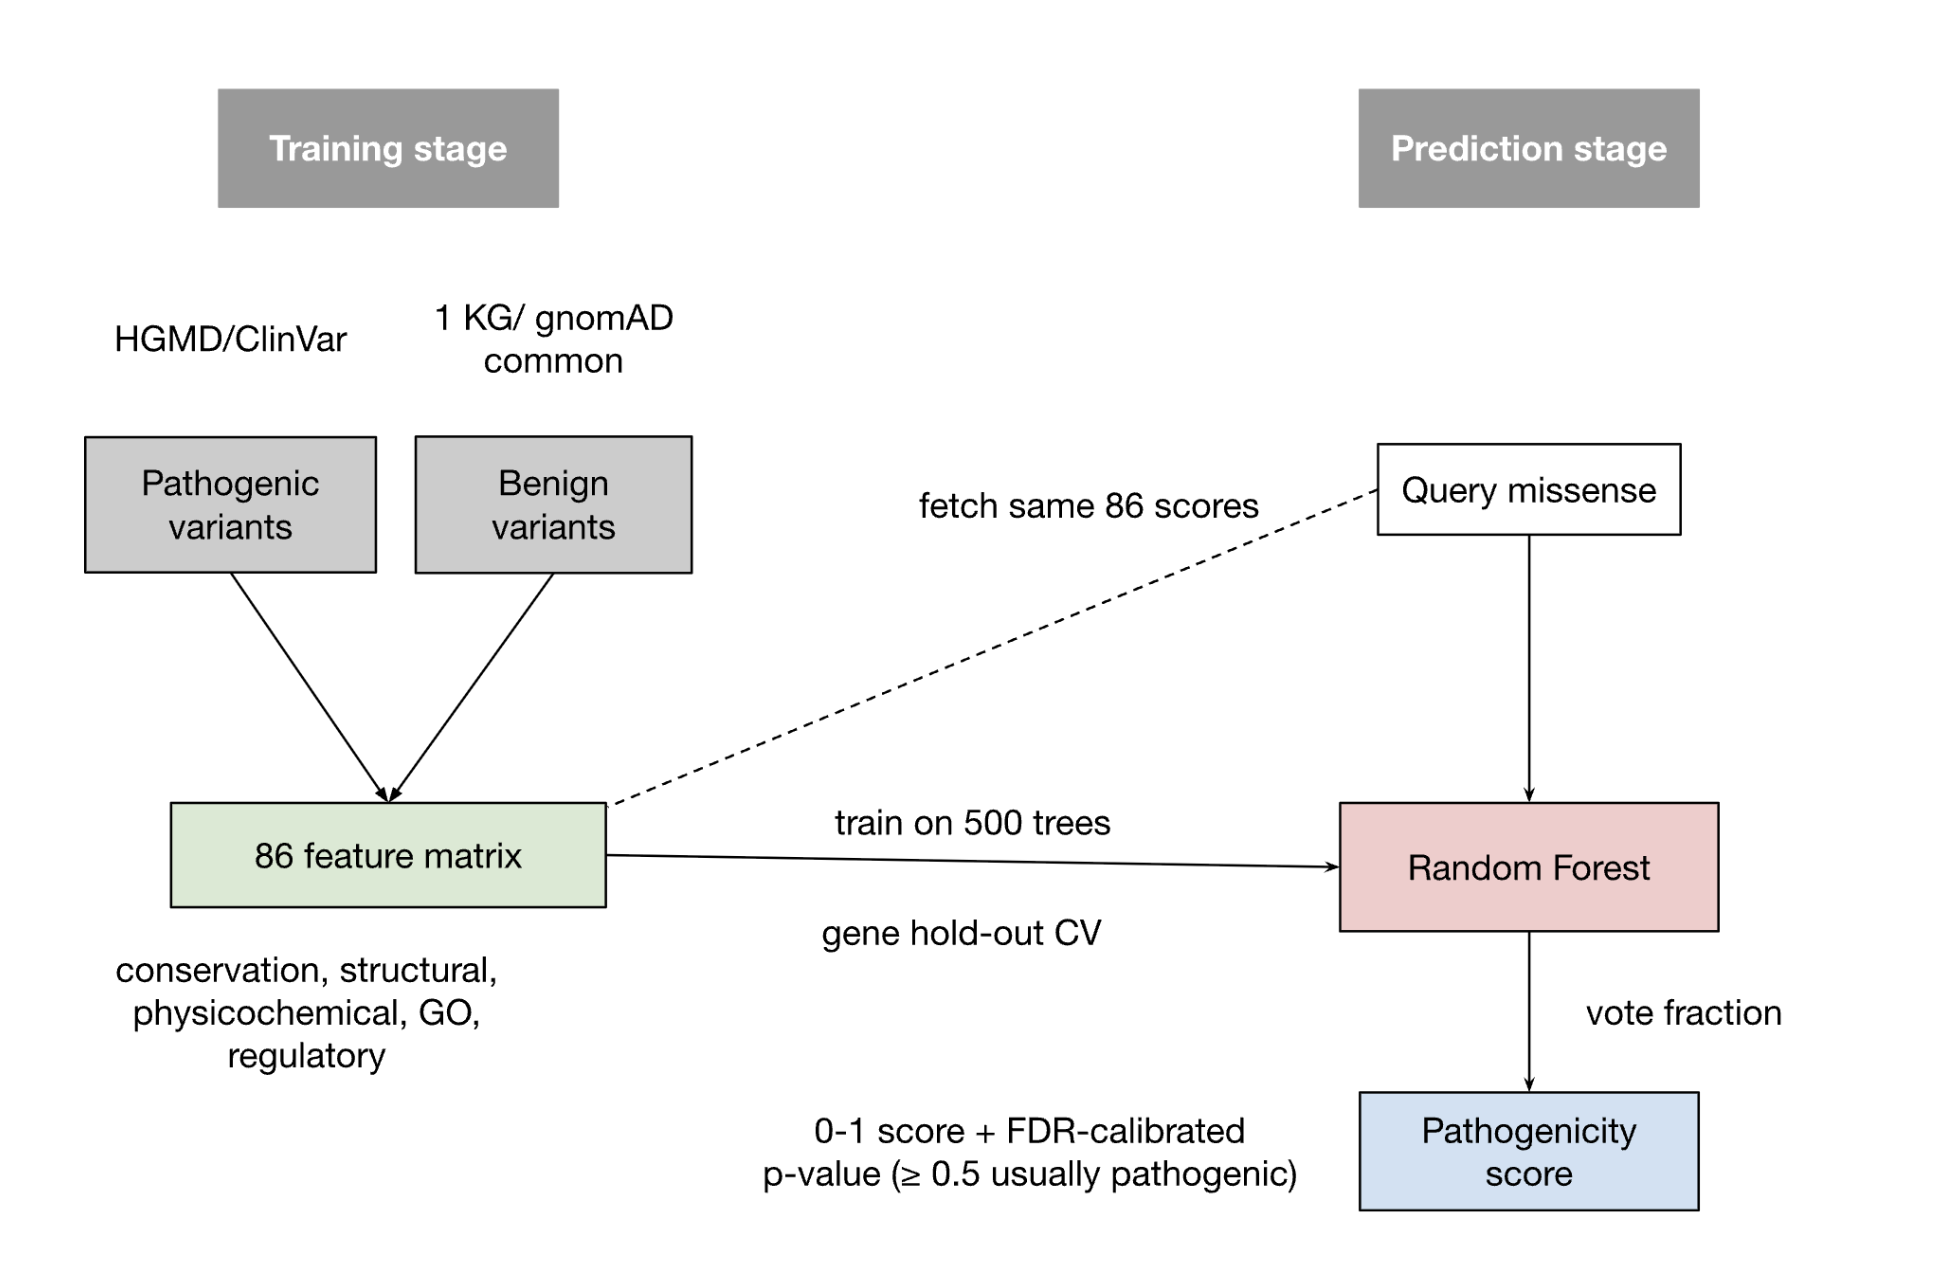 Training stage
Prediction stage
HGMD/ClinVar
1 KG/ gnomAD
common
Pathogenic
variants
Benign
variants
fetch same 86 scores
Query missense
86 feature matrix
train on 500 trees
Random Forest
gene hold-out CV
conservation, structural,
physicochemical, GO,
regulatory
vote fraction
0-1 score + FDR-calibrated
p-value (≥ 0.5 usually pathogenic)
Pathogenicity
score